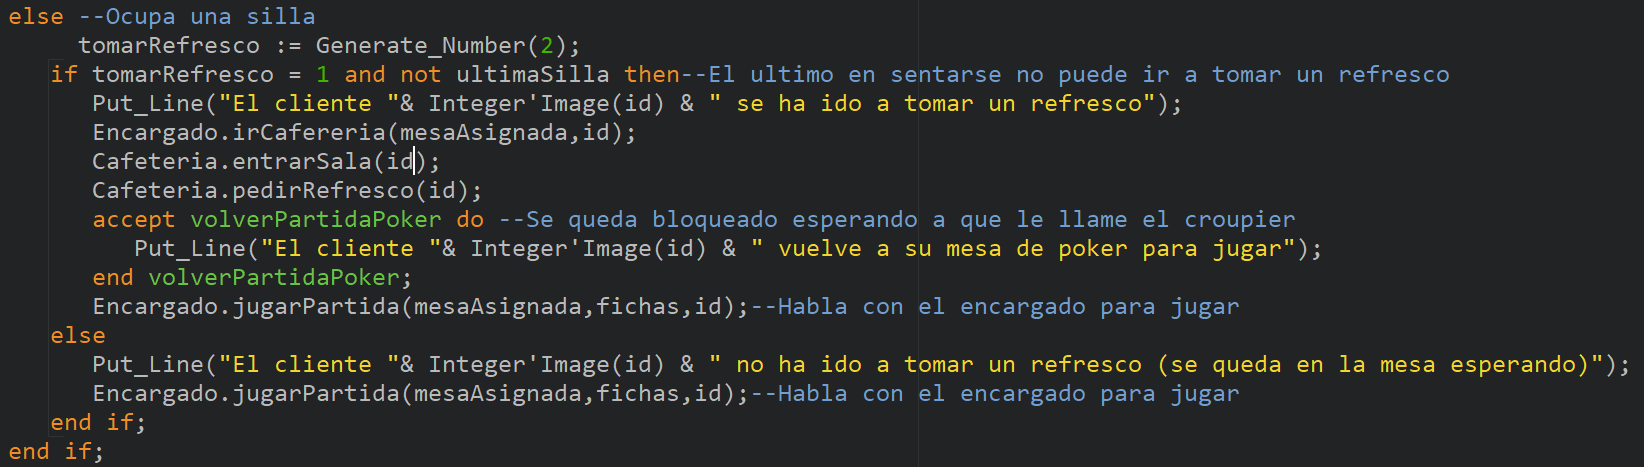 else --Ocupa una silla
tomarRefresco := Generate_Number(2);
if tomarRefresco = 1 and not ultimaSilla then--El ultimo en sentarse no puede ir a tomar un refresco
Put_Line("El cliente "& Integer'Image(id) & " se ha ido a tomar un refresco");
Encargado.irCafereria(mesaAsignada,id);
Cafeteria.entrarSala(id);
Cafeteria.pedirRefresco(id);
accept volverPartidaPoker do --Se queda bloqueado esperando a que le llame el croupier
Put_Line("El cliente "& Integer'Image(id) & " vuelve a su mesa de poker para jugar");
end volverPartidaPoker;
Encargado.jugarPartida(mesaAsignada,fichas,id);--Habla con el encargado para jugar
else
Put_Line("El cliente "& Integer'Image(id) & " no ha ido a tomar un refresco (se queda en la mesa esperando)");
Encargado.jugarPartida(mesaAsignada,fichas,id);--Habla con el encargado para jugar
end if;
end if;